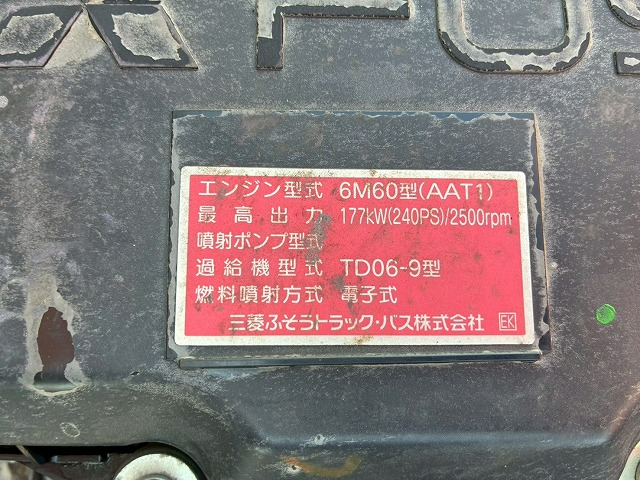 FUS
エンジン型式 6M60型(AAT1)
最高出力 177kW(240PS)/2500rpm
噴射ポンプ型式
過給機型式 TD06-9型
燃料噴射方式 電子式
三菱ふそうトラック・バス株式会社 EK